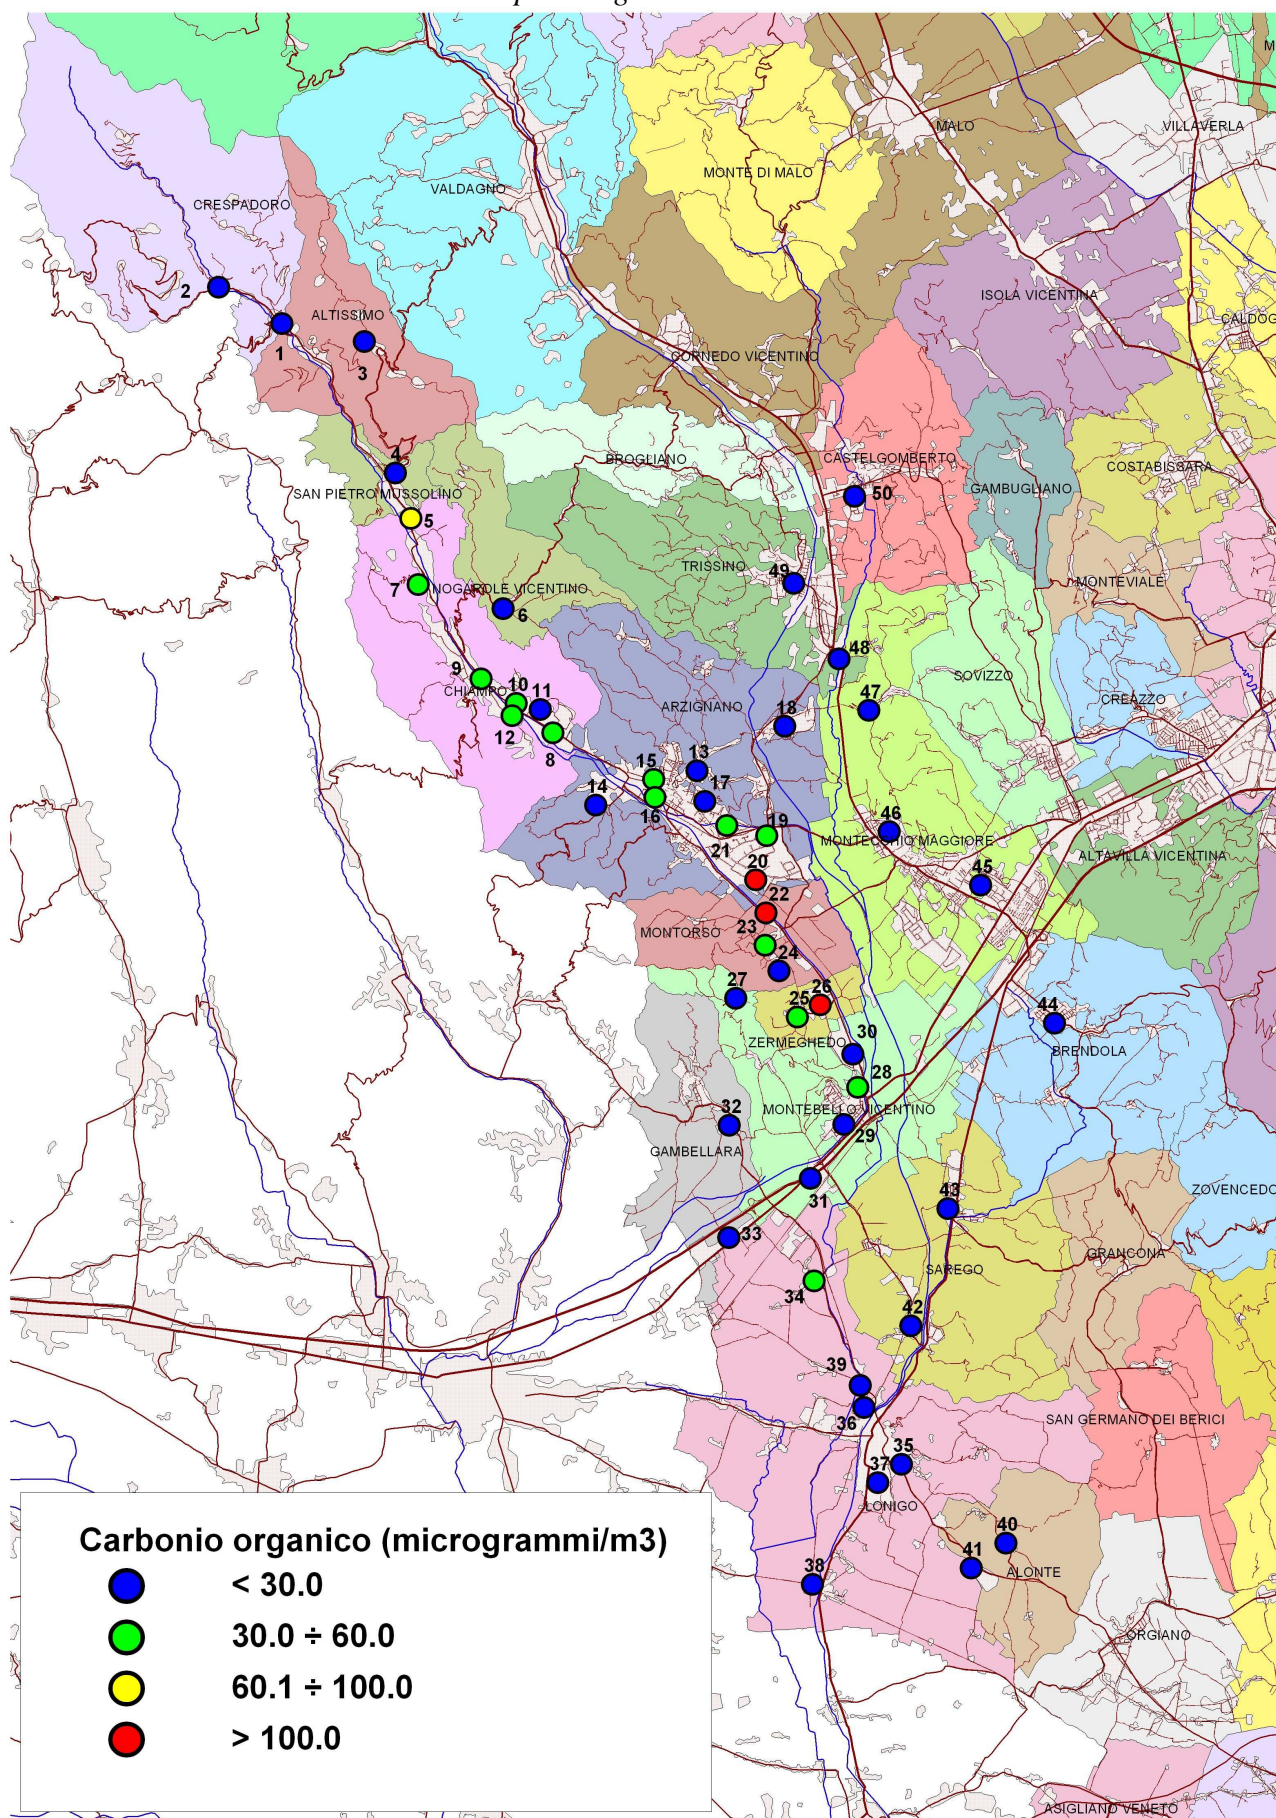 MALO
VILLAVERLA
MONTE DI MALO
VALDAGNO
CRESPADORO
2
ISOLA VICENTINA
ALTISSIMO
1
3
CORNEDO VICENTINO
4
BROGLIANO
CASTELGOMBERTO
COSTABISSARA
SAN PIETRO MUSSOLINO
50
GAMBUGLIANO
5
TRISSINO
49
MONTEVIALE
7
NOGAROLE VICENTINO
6
48
9
SOVIZZO
CHIAMPO
10
11
ARZIGNANO
47
CREAZZO
18
12
8
15
13
14
17
16
19
46
21
MONTECCHIO MAGGIORE
ALTAVILLA VICENTINA
20
45
22
MONTORSO
23
24
27
26
25
44
ZERMEGHEDO
30
BRENDOLA
28
32
MONTEBELLO VICENTINO
29
GAMBELLARA
31
43
ZOVENCEDO
33
GRANCONA
SAREGO
34
42
39
36
SAN GERMANO DEI BERICI
35
37
LONIGO
40
41
38
ALONTE
ORGIANO
ASIGLIANO VENETO
Carbonio organico (microgrammi/m3)
< 30.0
30.0 ÷ 60.0
60.1 ÷ 100.0
> 100.0